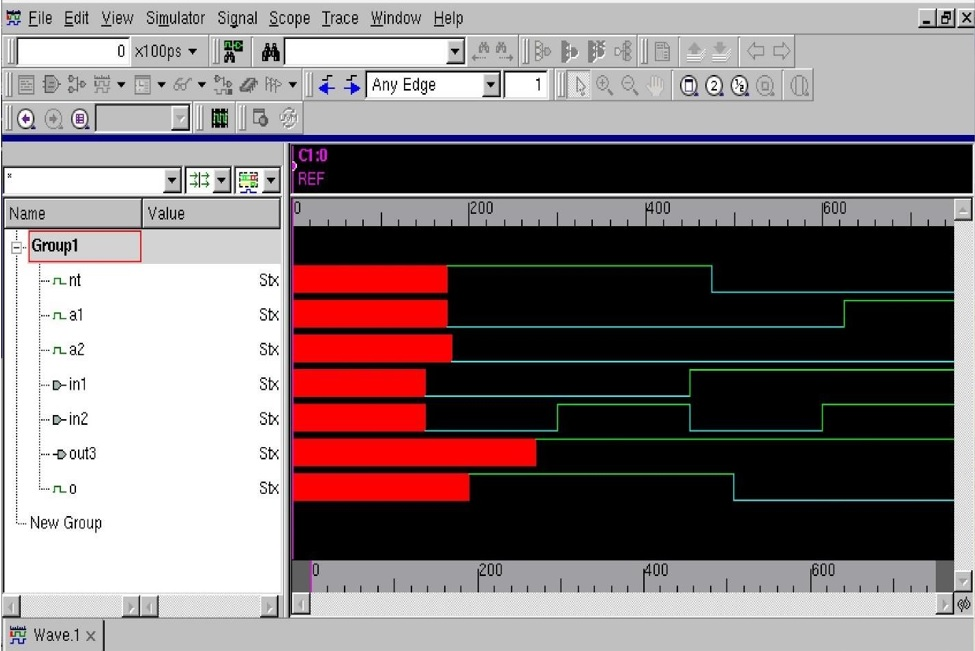 File Edit View Simulator Signal Scope Trace Window Help
0 x100ps
Any Edge 1
C1:0
REF
*
Name Value
0 200 400 600
Group1
nt Stx
a1 Stx
a2 Stx
in1 Stx
in2 Stx
out3 Stx
o Stx
New Group
0 200 400 600
Wave.1 x